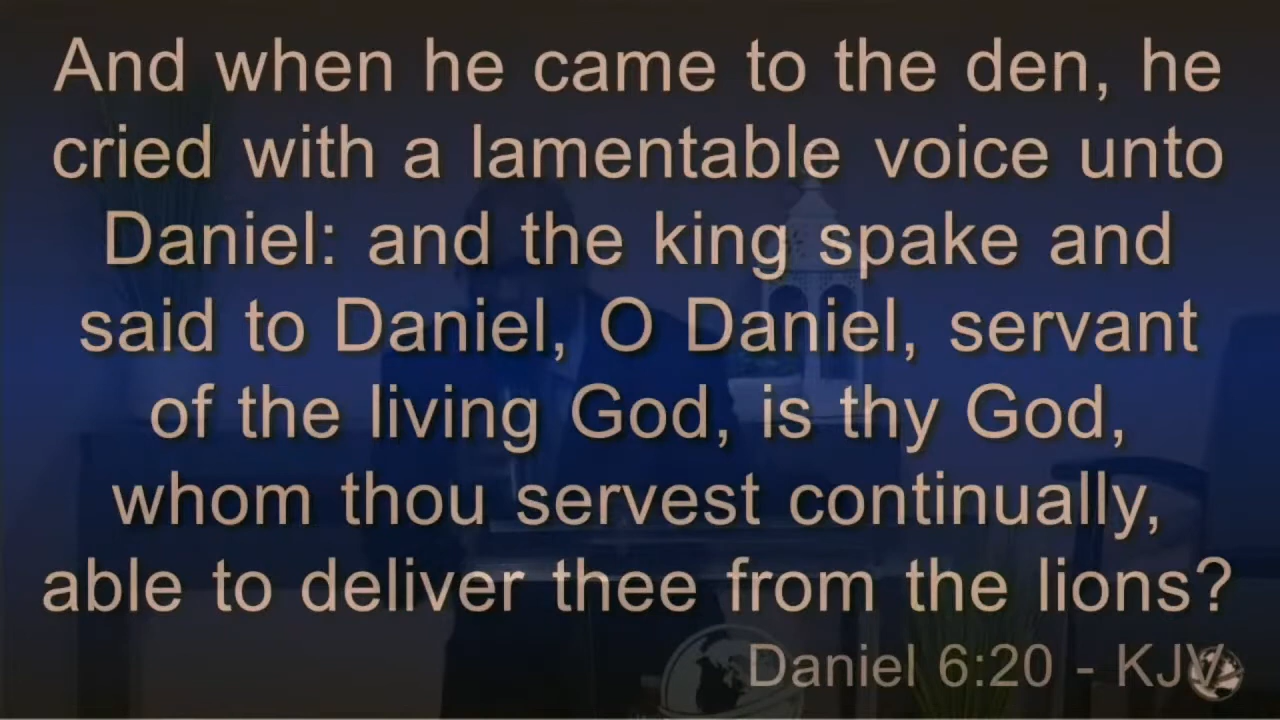 And when he came to the den, he
cried with a lamentable voice unto
Daniel: and the king spake and
said to Daniel, O Daniel, servant
of the living God, is thy God,
whom thou servest continually,
able to deliver thee from the lions?
Daniel 6:20 - KJV